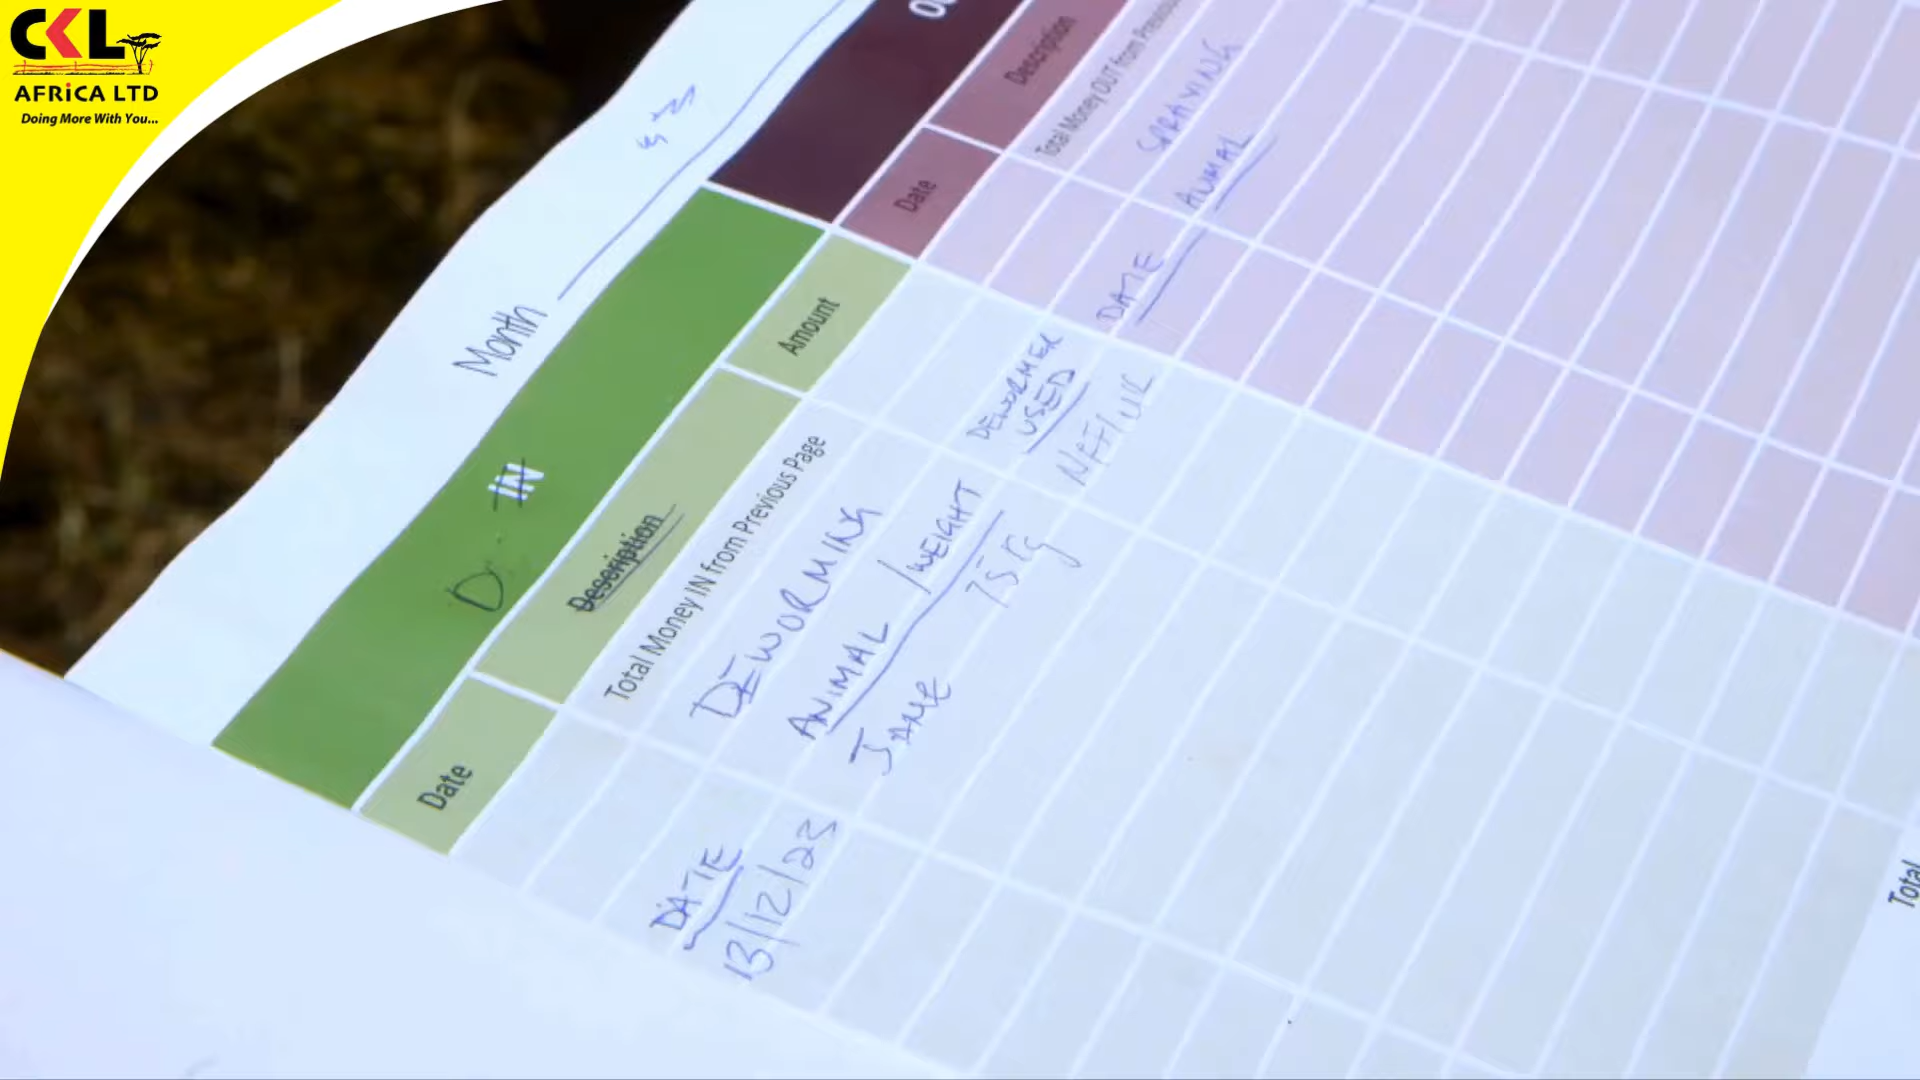 CKL
AFRiCA LTD
Doing More With You...
Month
IN
D
Date
Description
Amount
Date
Description
Total Money IN from Previous Page
Total Money OUT from Previous
DEWORMING
SPRAYING
DATE
ANIMAL / WEIGHT
DEWORMER
USED
DATE
ANIMAL
13/12/23
JANE
75kg
Total